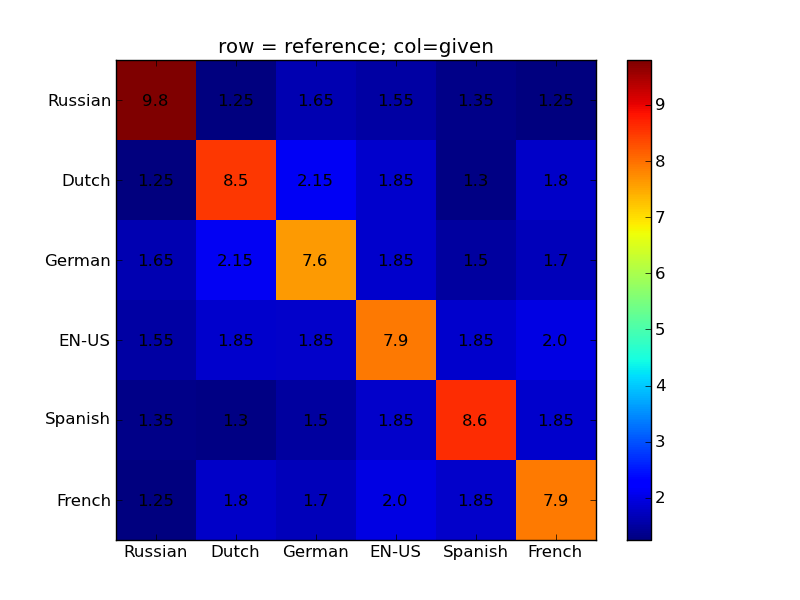 row = reference; col=given
Russian 9.8 1.25 1.65 1.55 1.35 1.25
Dutch 1.25 8.5 2.15 1.85 1.3 1.8
German 1.65 2.15 7.6 1.85 1.5 1.7
EN-US 1.55 1.85 1.85 7.9 1.85 2.0
Spanish 1.35 1.3 1.5 1.85 8.6 1.85
French 1.25 1.8 1.7 2.0 1.85 7.9
Russian Dutch German EN-US Spanish French
9
8
7
6
5
4
3
2